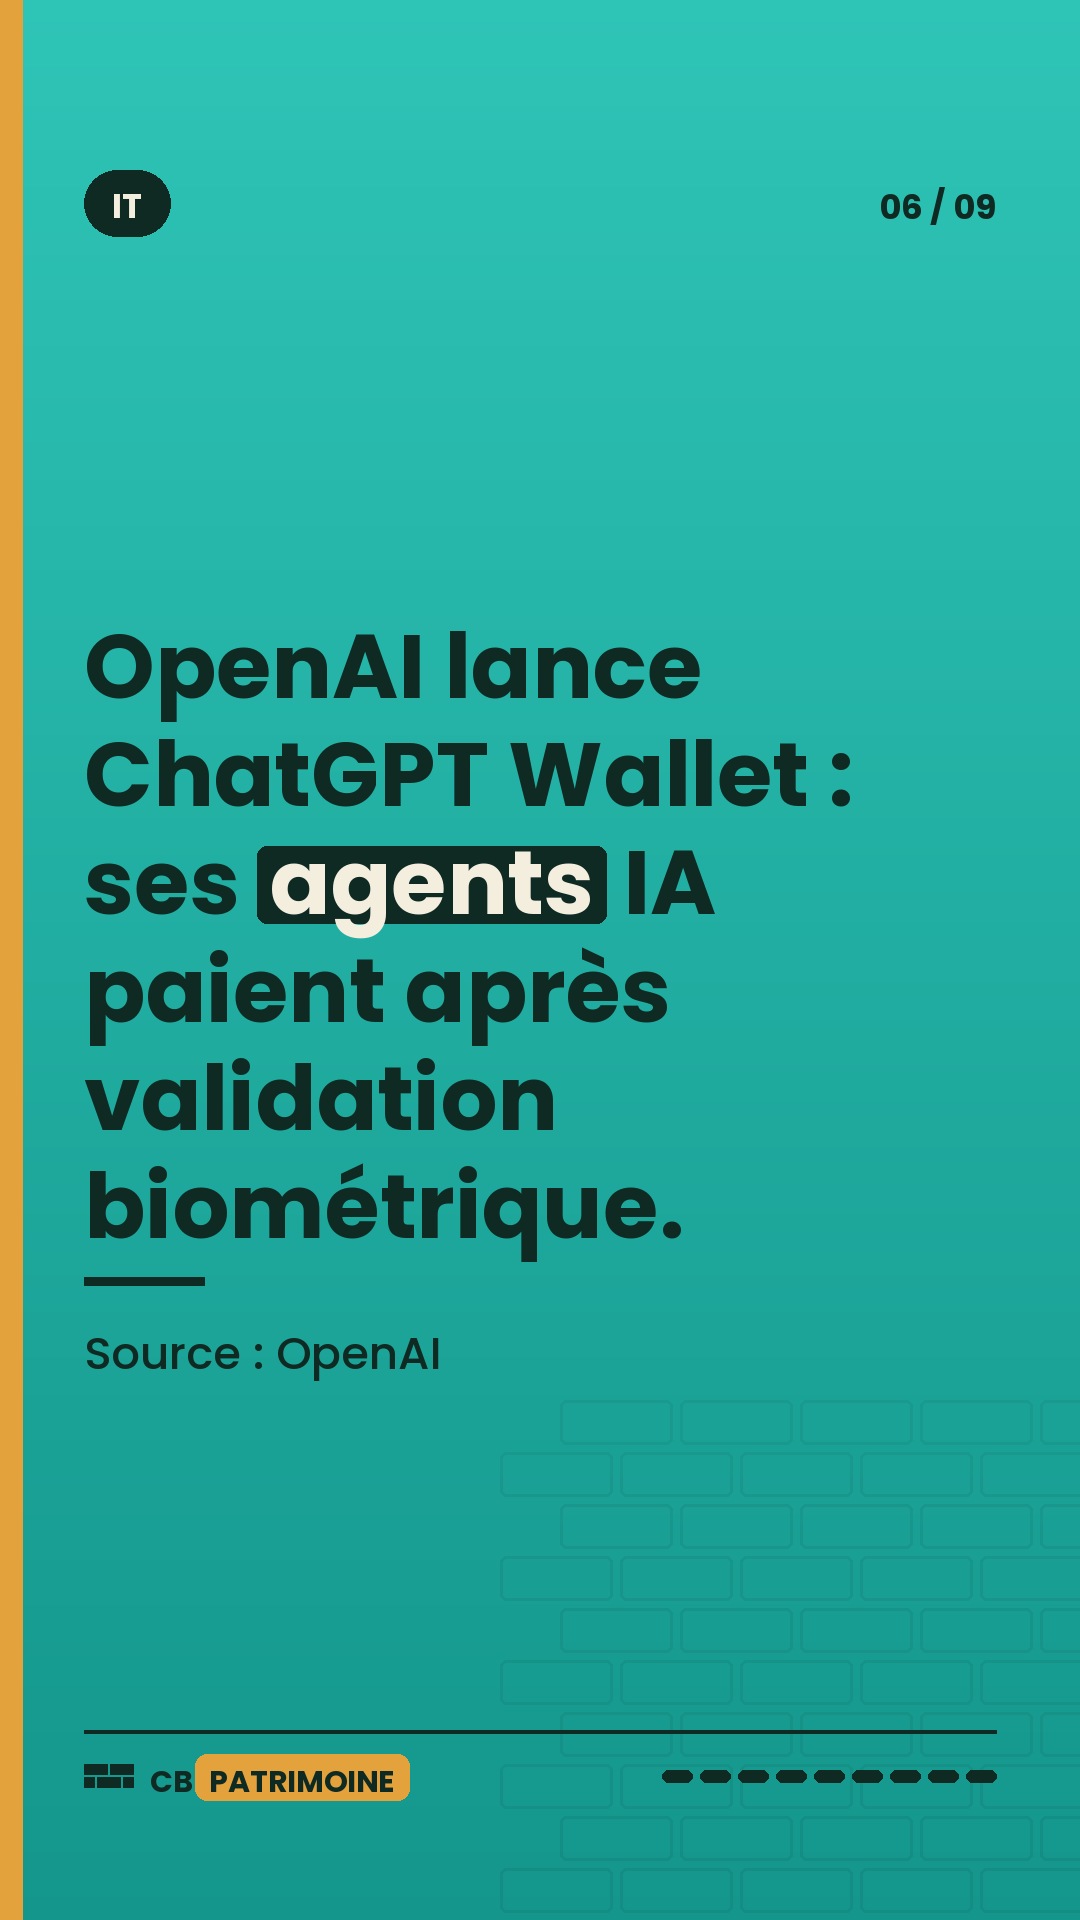 IT
06 / 09
OpenAI lance
ChatGPT Wallet :
ses agents IA
paient après
validation
biométrique.
Source : OpenAI
CB PATRIMOINE